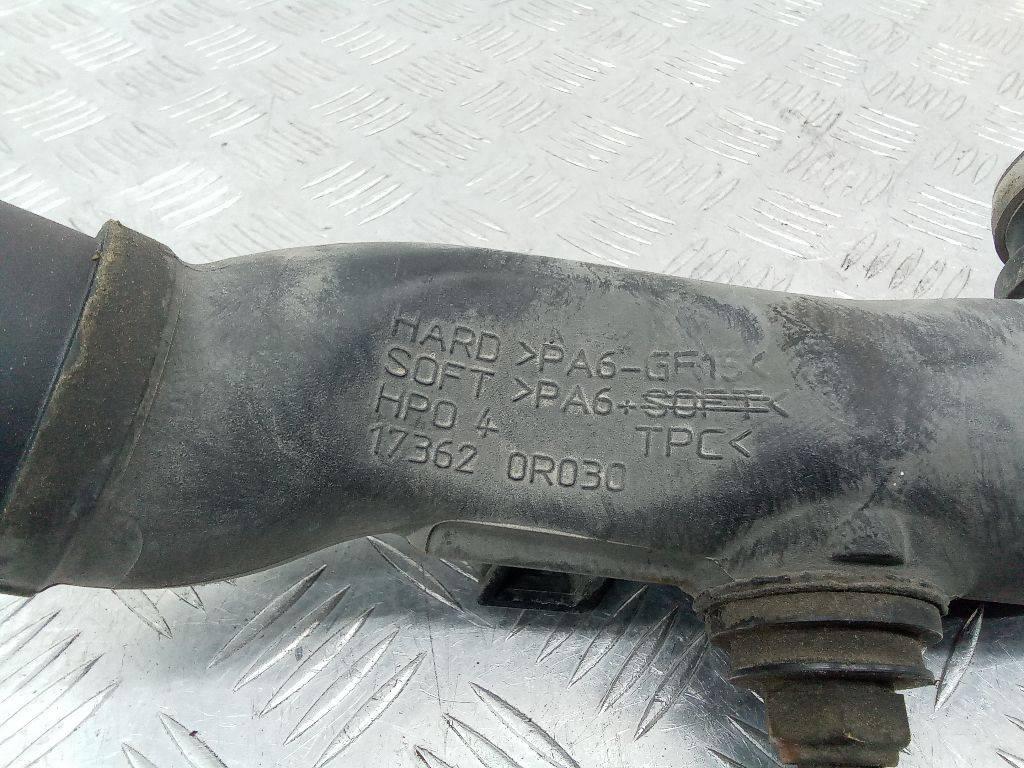 HARD >PA6-GF15<
SOFT >PA6+SOFT<
HPO 4 TPC<
17362 0R030